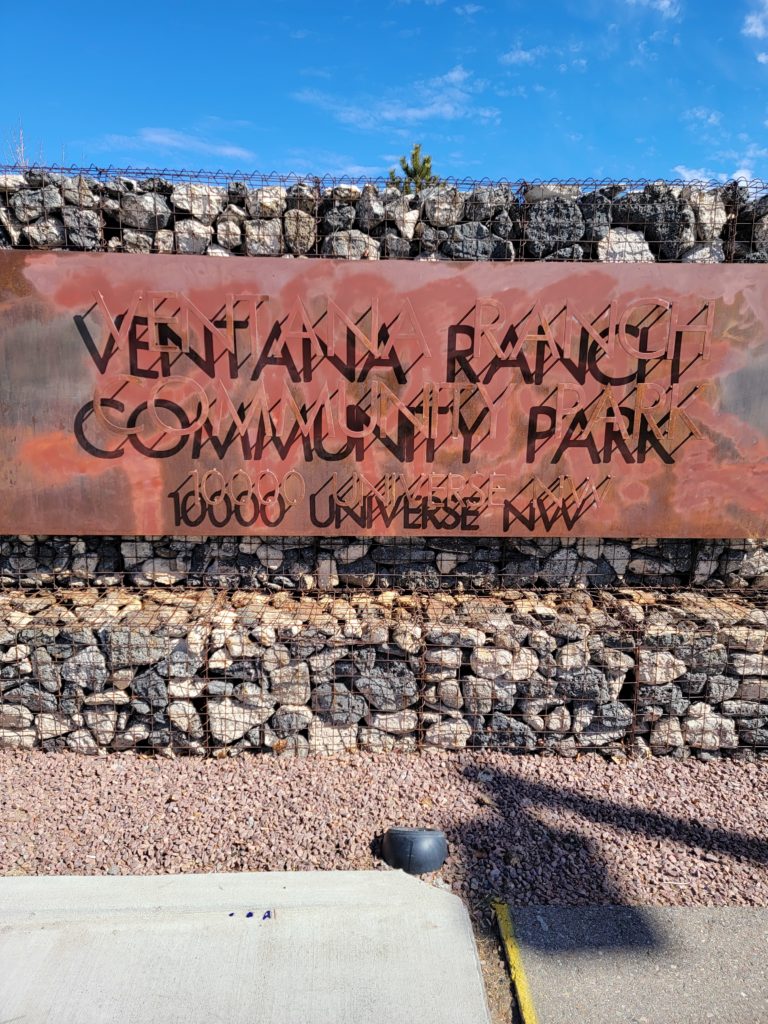 VENTANA RANCH
COMMUNITY PARK
10000 UNIVERSE NW